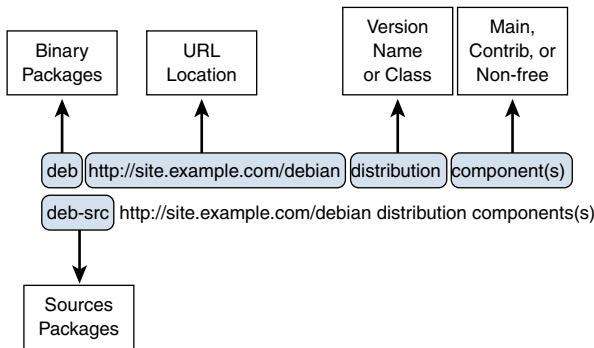 Binary
Packages
URL
Location
Version
Name
or Class
Main,
Contrib, or
Non-free
deb http://site.example.com/debian distribution component(s)
deb-src http://site.example.com/debian distribution components(s)
Sources
Packages